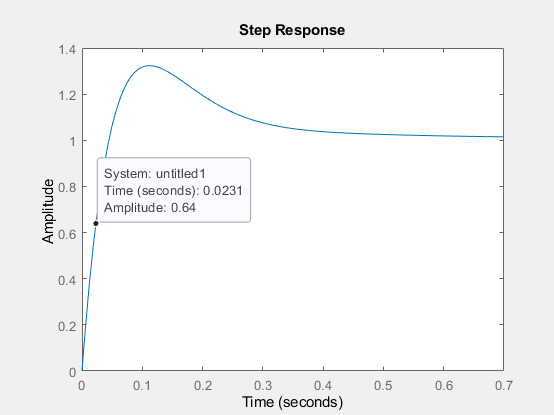 Step Response
1.4
1.2
1
0.8
0.6
0.4
0.2
0
Amplitude
System: untitled1
Time (seconds): 0.0231
Amplitude: 0.64
0 0.1 0.2 0.3 0.4 0.5 0.6 0.7
Time (seconds)